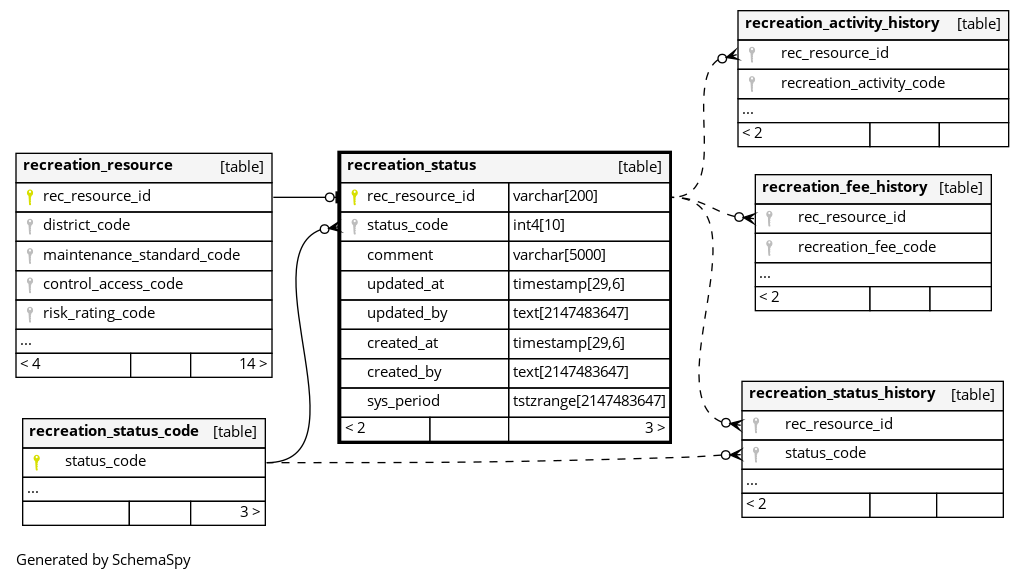 recreation_activity_history [table]
rec_resource_id
recreation_activity_code
...
< 2
recreation_resource [table]
rec_resource_id
district_code
maintenance_standard_code
control_access_code
risk_rating_code
...
< 4 14 >
recreation_status [table]
rec_resource_id varchar[200]
status_code int4[10]
comment varchar[5000]
updated_at timestamp[29,6]
updated_by text[2147483647]
created_at timestamp[29,6]
created_by text[2147483647]
sys_period tstzrange[2147483647]
< 2 3 >
recreation_fee_history [table]
rec_resource_id
recreation_fee_code
...
< 2
recreation_status_code [table]
status_code
...
3 >
recreation_status_history [table]
rec_resource_id
status_code
...
< 2
Generated by SchemaSpy